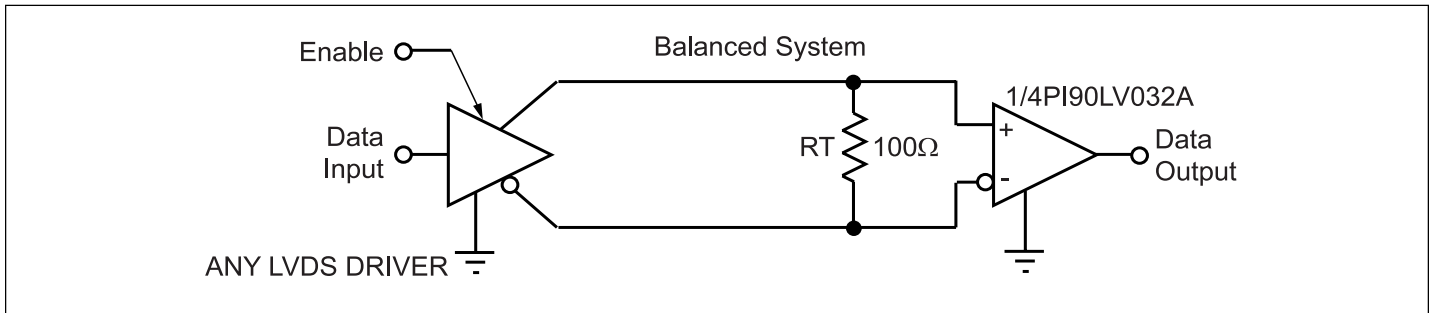 Enable
Balanced System
1/4PI90LV032A
Data
Input
RT
100Ω
+
-
Data
Output
ANY LVDS DRIVER